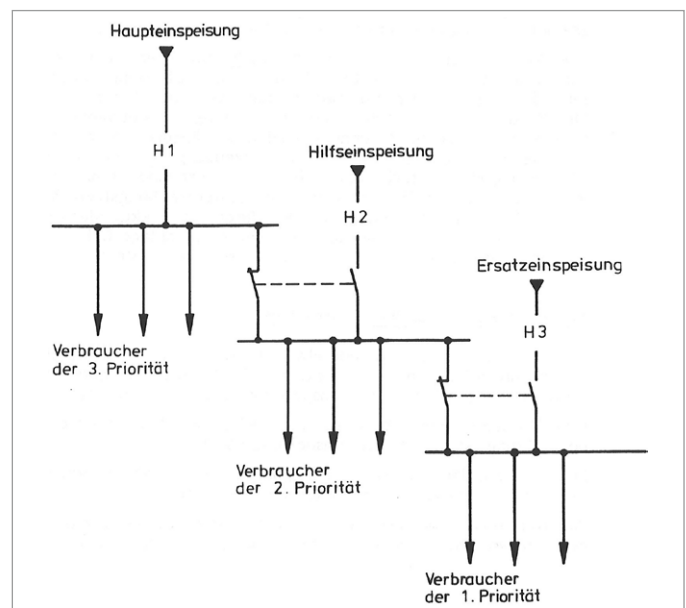 Haupteinspeisung
H1
Hilfseinspeisung
H2
Ersatzeinspeisung
H3
Verbraucher
der 3. Priorität
Verbraucher
der 2. Priorität
Verbraucher
der 1. Priorität